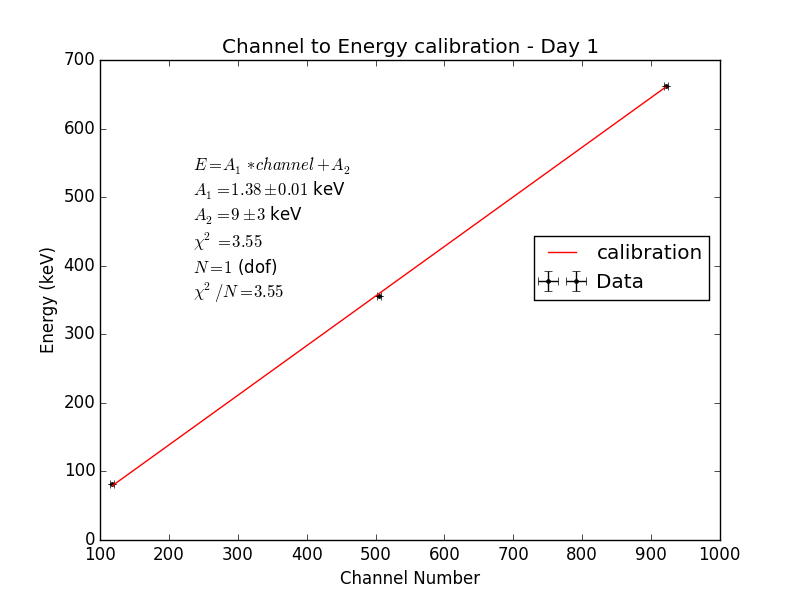 Channel to Energy calibration - Day 1
700
600
500
400
300
200
100
0
Energy (keV)
E=A₁ *channel+A₂
A₁ =1.38±0.01 keV
A₂ =9±3 keV
χ² =3.55
N=1 (dof)
χ² /N=3.55
calibration
Data
100 200 300 400 500 600 700 800 900 1000
Channel Number